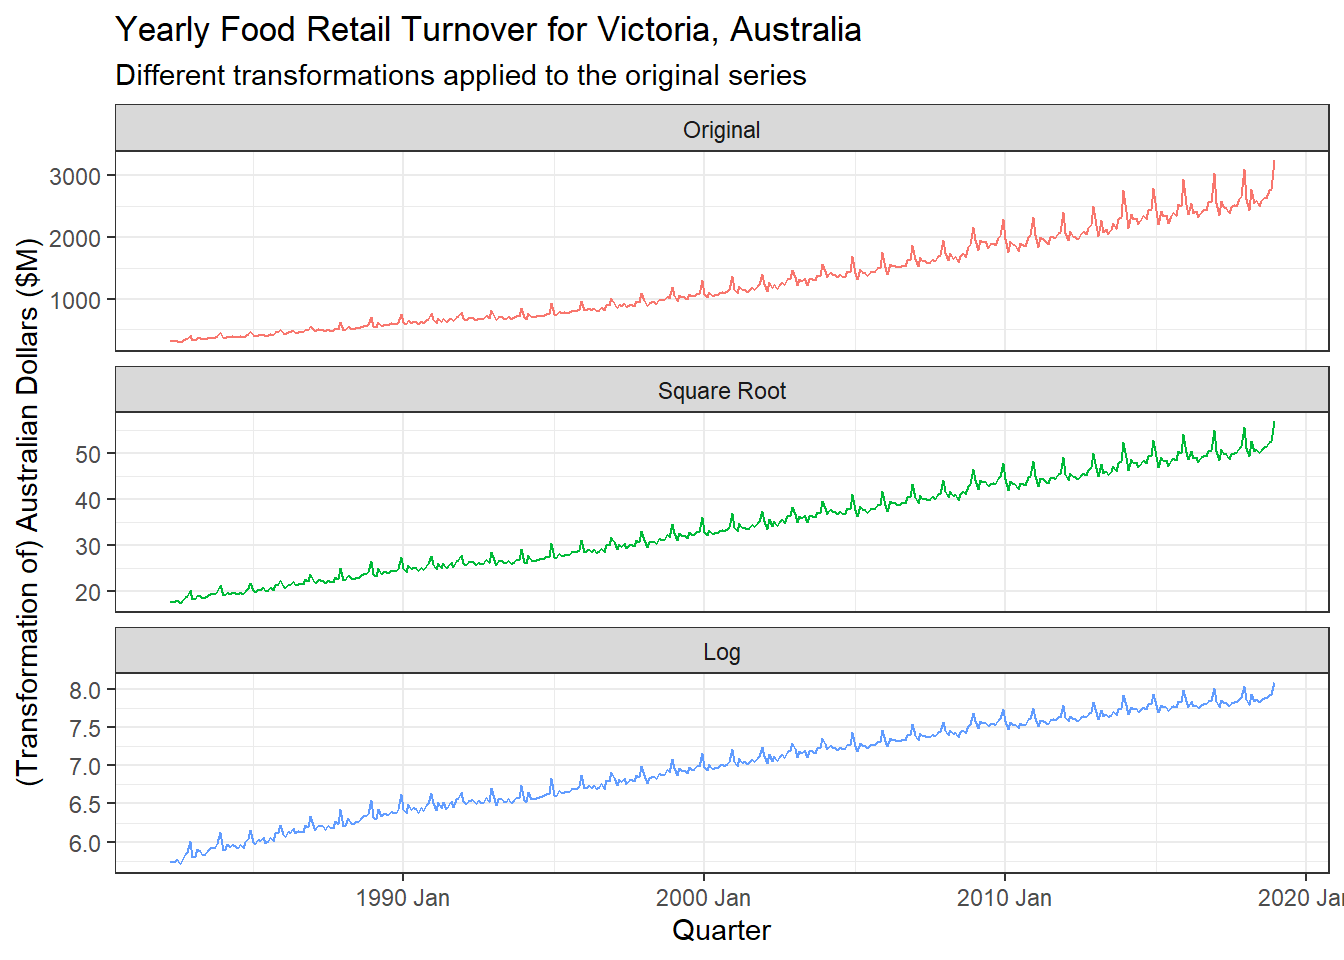 Yearly Food Retail Turnover for Victoria, Australia
Different transformations applied to the original series
(Transformation of) Australian Dollars ($M)
Original
3000
2000
1000
Square Root
50
40
30
20
Log
8.0
7.5
7.0
6.5
6.0
1990 Jan
2000 Jan
2010 Jan
2020 Jan
Quarter